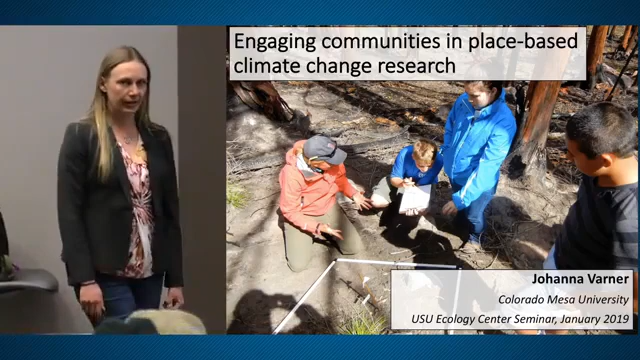 Engaging communities in place-based
climate change research
Johanna Varner
Colorado Mesa University
USU Ecology Center Seminar, January 2019